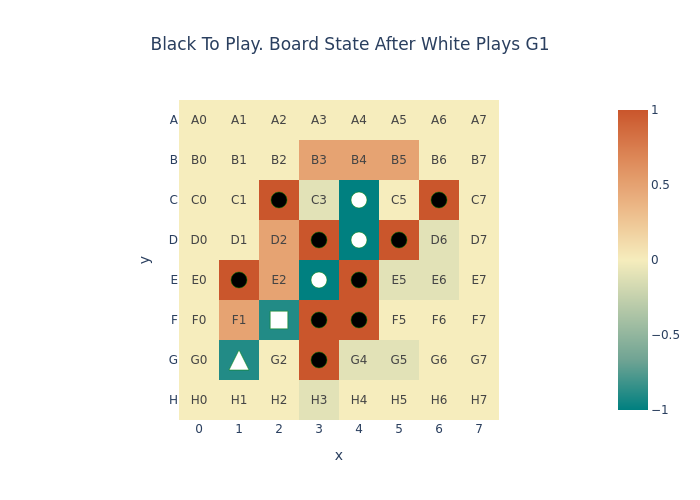 Black To Play. Board State After White Plays G1
A A0 A1 A2 A3 A4 A5 A6 A7
B B0 B1 B2 B3 B4 B5 B6 B7
C C0 C1 C3 C5 C7
D D0 D1 D2 D6 D7
E E0 E2 E5 E6 E7
F F0 F1 F5 F6 F7
G G0 G2 G4 G5 G6 G7
H H0 H1 H2 H3 H4 H5 H6 H7
0 1 2 3 4 5 6 7
x
y
1
0.5
0
−0.5
−1